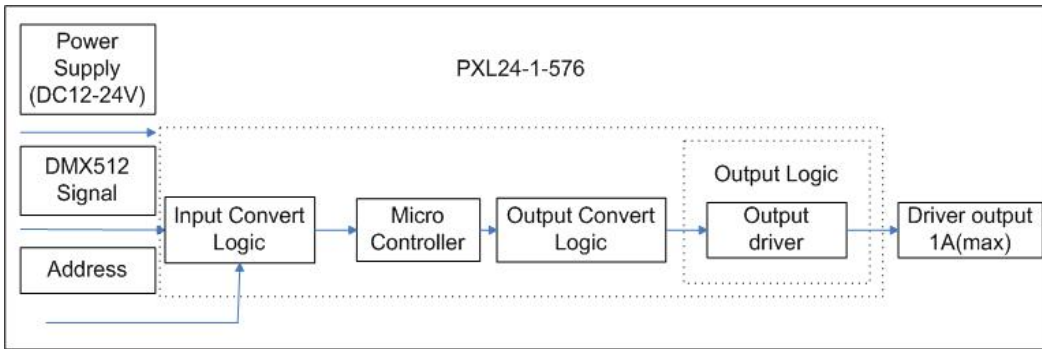 Power
Supply
(DC12-24V)
PXL24-1-576
DMX512
Signal
Output Logic
Input Convert
Logic
Micro
Controller
Output Convert
Logic
Output
driver
Driver output
1A(max)
Address